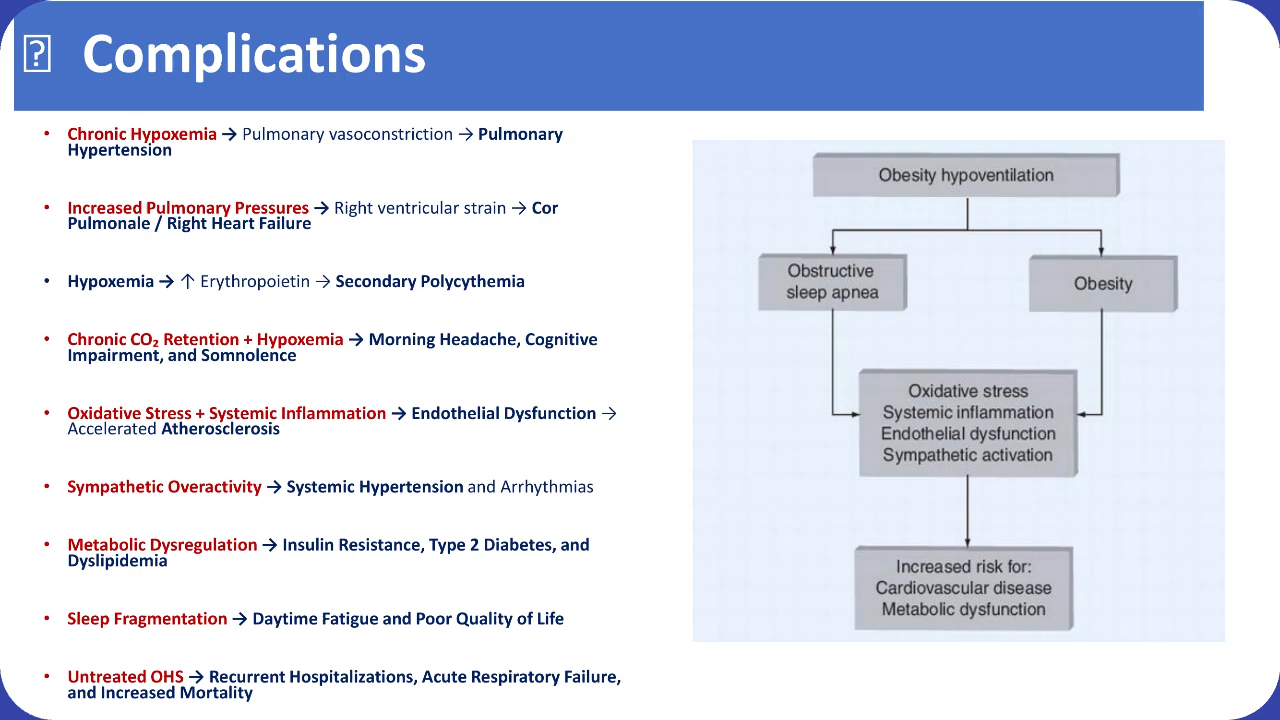 Complications
• Chronic Hypoxemia → Pulmonary vasoconstriction → Pulmonary
Hypertension
• Increased Pulmonary Pressures → Right ventricular strain → Cor
Pulmonale / Right Heart Failure
• Hypoxemia → ↑ Erythropoietin → Secondary Polycythemia
• Chronic CO₂ Retention + Hypoxemia → Morning Headache, Cognitive
Impairment, and Somnolence
• Oxidative Stress + Systemic Inflammation → Endothelial Dysfunction →
Accelerated Atherosclerosis
• Sympathetic Overactivity → Systemic Hypertension and Arrhythmias
• Metabolic Dysregulation → Insulin Resistance, Type 2 Diabetes, and
Dyslipidemia
• Sleep Fragmentation → Daytime Fatigue and Poor Quality of Life
• Untreated OHS → Recurrent Hospitalizations, Acute Respiratory Failure,
and Increased Mortality
Obesity hypoventilation
Obstructive
sleep apnea
Obesity
Oxidative stress
Systemic inflammation
Endothelial dysfunction
Sympathetic activation
Increased risk for:
Cardiovascular disease
Metabolic dysfunction